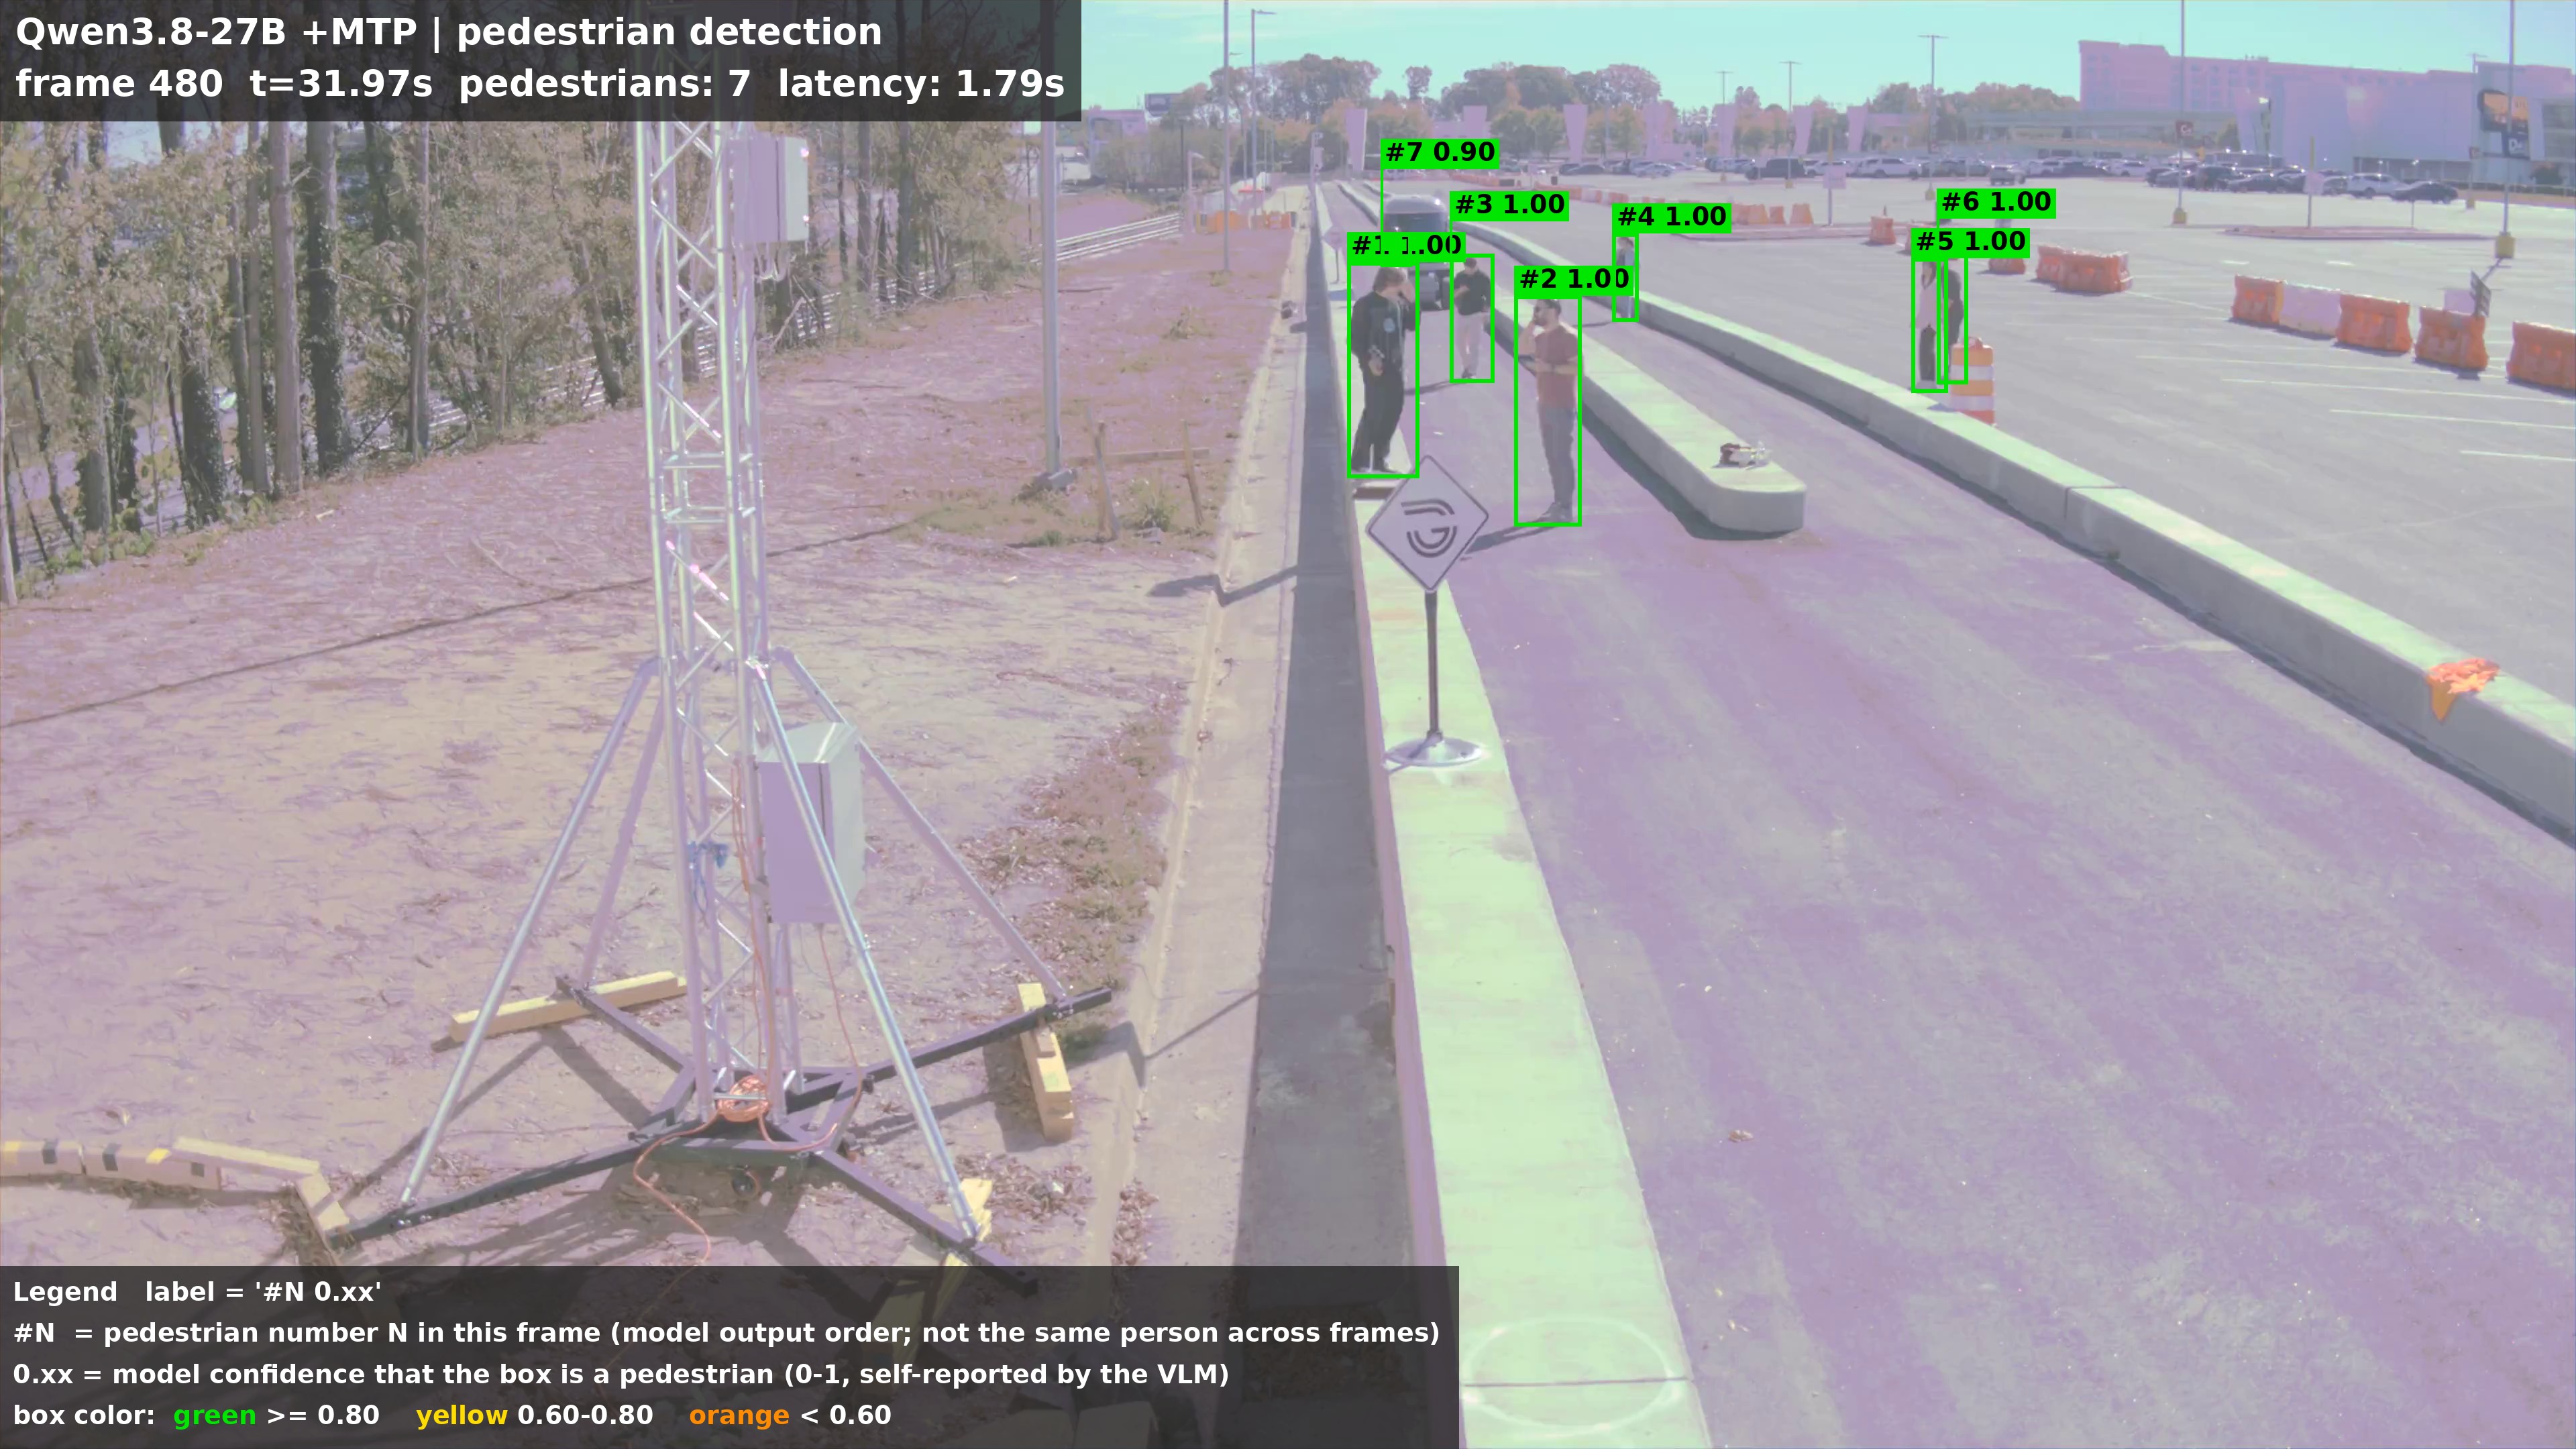 Qwen3.8-27B +MTP | pedestrian detection
frame 480  t=31.97s  pedestrians: 7  latency: 1.79s
#7 0.90
#3 1.00
#4 1.00
#6 1.00
#1 1.00
#5 1.00
#2 1.00
Legend   label = '#N 0.xx'
#N  = pedestrian number N in this frame (model output order; not the same person across frames)
0.xx = model confidence that the box is a pedestrian (0-1, self-reported by the VLM)
box color:  green >= 0.80    yellow 0.60-0.80    orange < 0.60